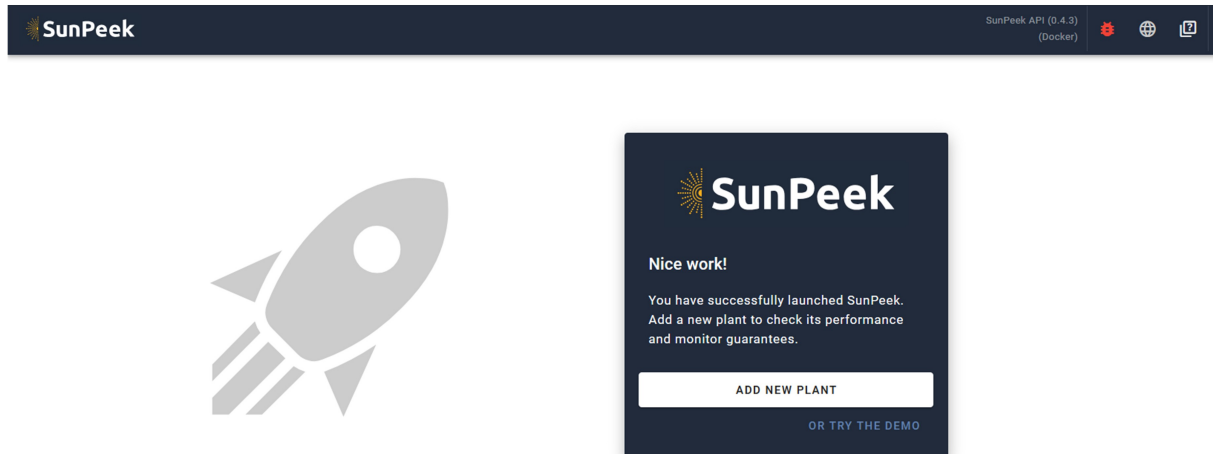 SunPeek
SunPeek API (0.4.3)
(Docker)
SunPeek
Nice work!
You have successfully launched SunPeek.
Add a new plant to check its performance
and monitor guarantees.
ADD NEW PLANT
OR TRY THE DEMO